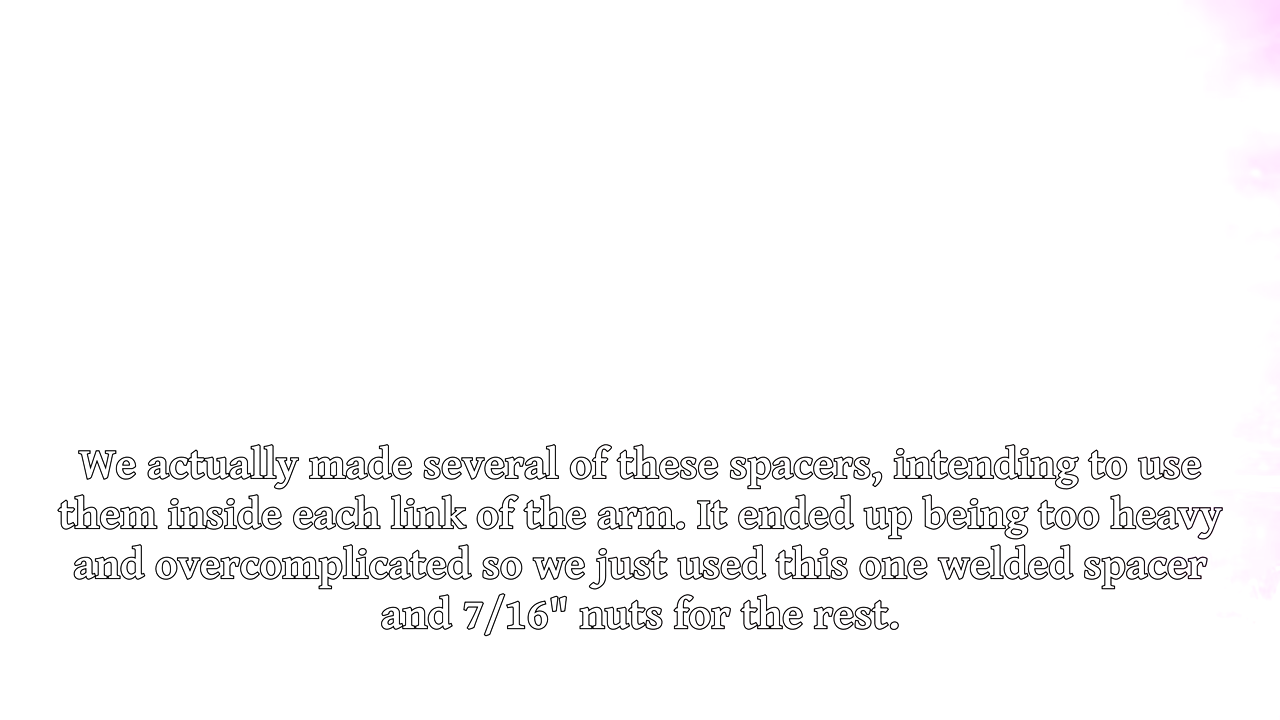 We actually made several of these spacers, intending to use
them inside each link of the arm. It ended up being too heavy
and overcomplicated so we just used this one welded spacer
and 7/16" nuts for the rest.